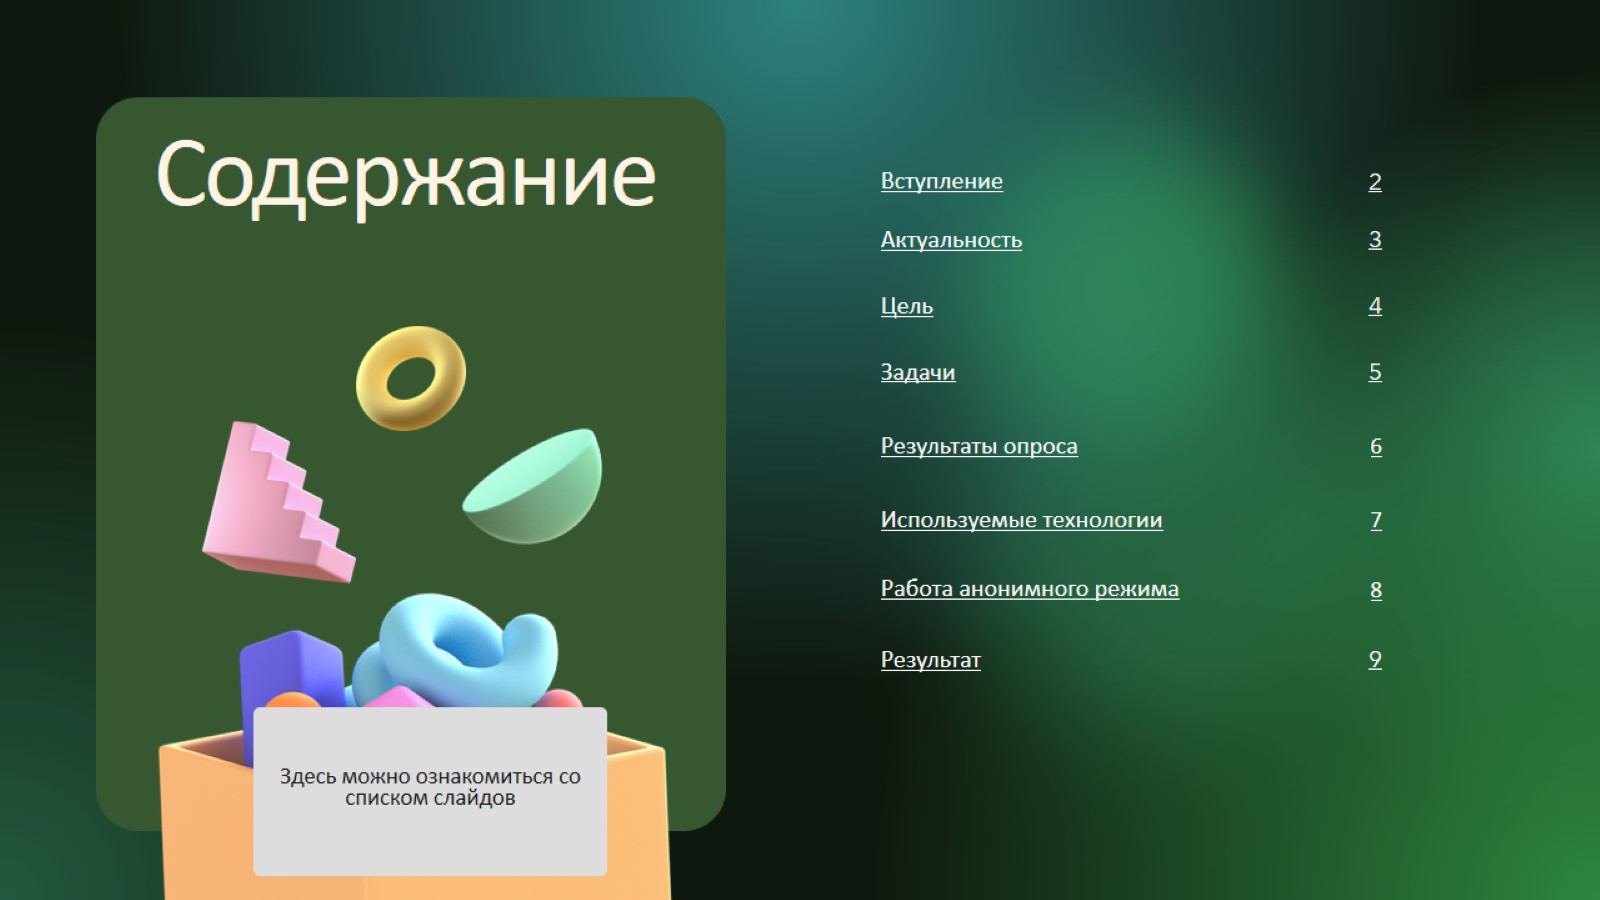 Содержание
Вступление 2
Актуальность 3
Цель 4
Задачи 5
Результаты опроса 6
Используемые технологии 7
Работа анонимного режима 8
Результат 9
Здесь можно ознакомиться со
списком слайдов